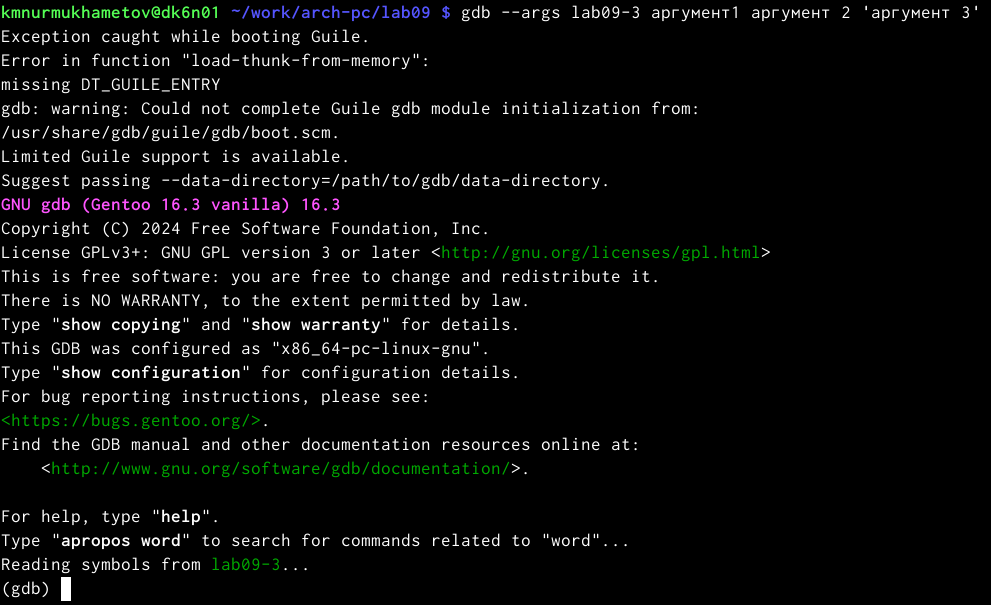 kmnurmukhametov@dk6n01 ~/work/arch-pc/lab09 $ gdb --args lab09-3 аргумент1 аргумент 2 'аргумент 3'
Exception caught while booting Guile.
Error in function "load-thunk-from-memory":
missing DT_GUILE_ENTRY
gdb: warning: Could not complete Guile gdb module initialization from:
/usr/share/gdb/guile/gdb/boot.scm.
Limited Guile support is available.
Suggest passing --data-directory=/path/to/gdb/data-directory.
GNU gdb (Gentoo 16.3 vanilla) 16.3
Copyright (C) 2024 Free Software Foundation, Inc.
License GPLv3+: GNU GPL version 3 or later <http://gnu.org/licenses/gpl.html>
This is free software: you are free to change and redistribute it.
There is NO WARRANTY, to the extent permitted by law.
Type "show copying" and "show warranty" for details.
This GDB was configured as "x86_64-pc-linux-gnu".
Type "show configuration" for configuration details.
For bug reporting instructions, please see:
<https://bugs.gentoo.org/>.
Find the GDB manual and other documentation resources online at:
    <http://www.gnu.org/software/gdb/documentation/>.

For help, type "help".
Type "apropos word" to search for commands related to "word"...
Reading symbols from lab09-3...
(gdb)